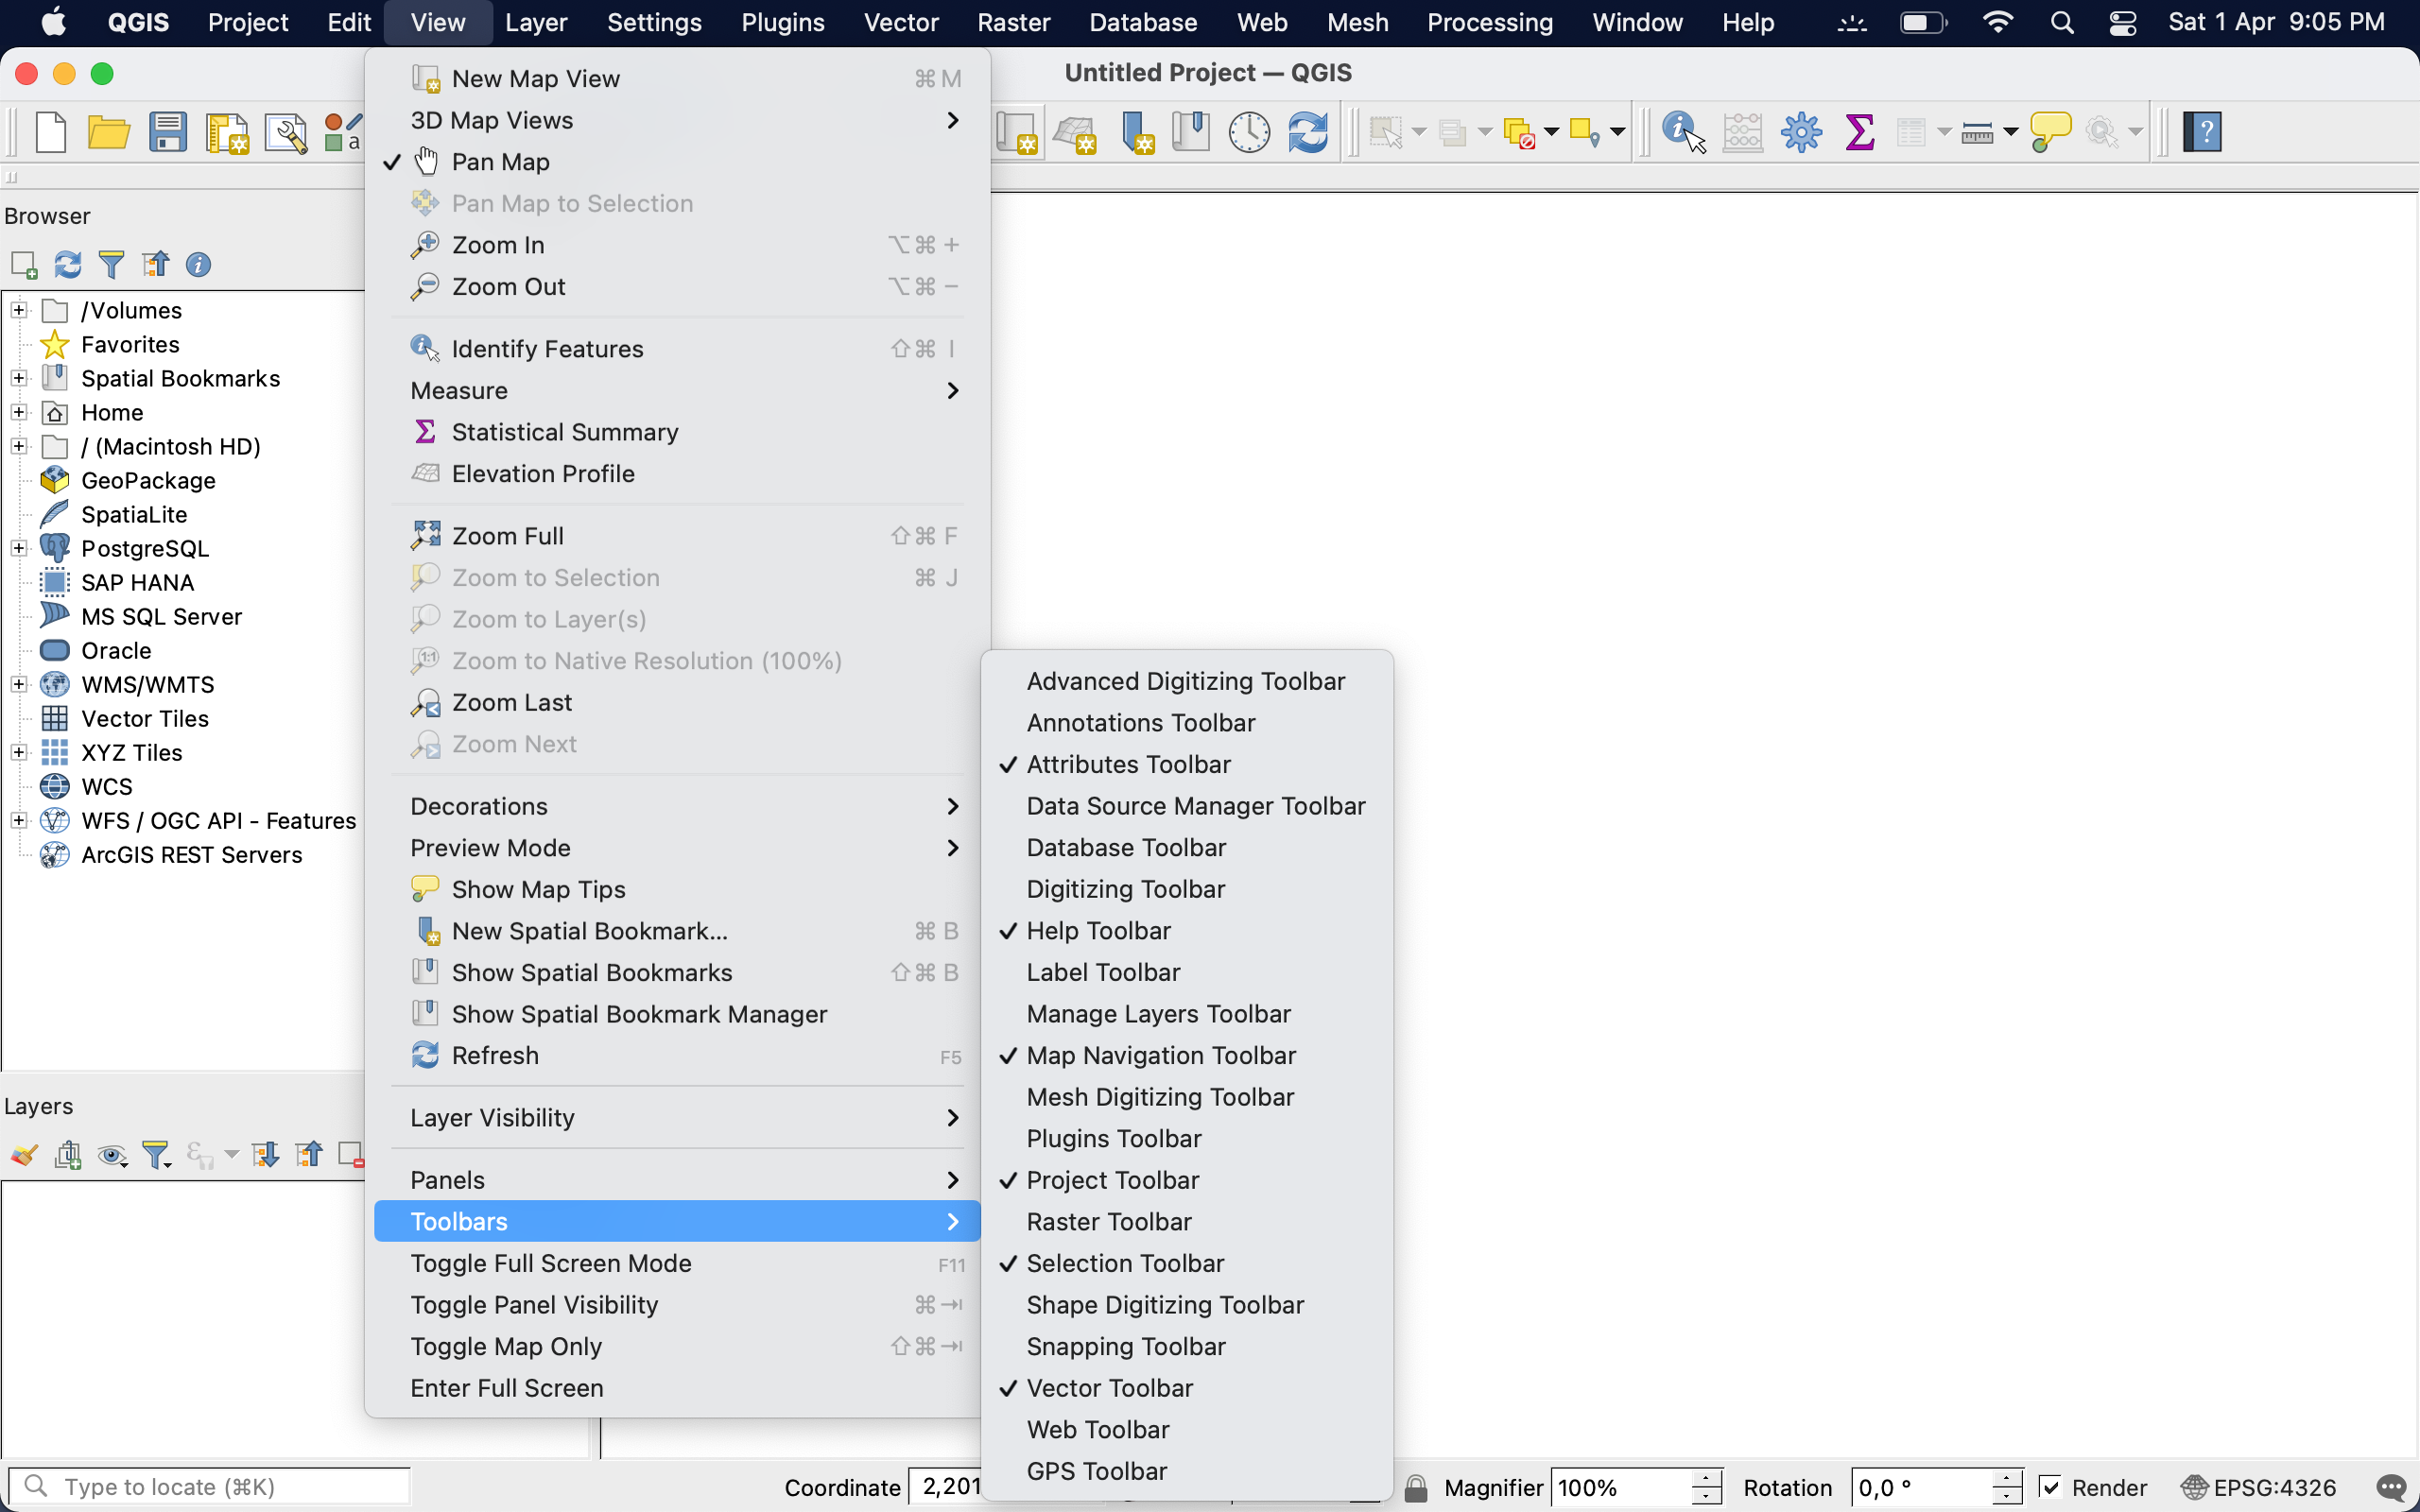 QGIS Project Edit View Layer Settings Plugins Vector Raster Database Web Mesh Processing Window Help Sat 1 Apr 9:05 PM
Untitled Project — QGIS
New Map View ⌘ M
3D Map Views
✓ Pan Map
Pan Map to Selection
Zoom In ⌥⌘ +
Zoom Out ⌥⌘ −
Identify Features ⇧⌘ I
Measure
Statistical Summary
Elevation Profile
Zoom Full ⇧⌘ F
Zoom to Selection ⌘ J
Zoom to Layer(s)
Zoom to Native Resolution (100%)
Zoom Last
Zoom Next
Decorations
Preview Mode
Show Map Tips
New Spatial Bookmark... ⌘ B
Show Spatial Bookmarks ⇧⌘ B
Show Spatial Bookmark Manager
Refresh F5
Layer Visibility
Panels
Toolbars
Toggle Full Screen Mode F11
Toggle Panel Visibility ⌘⇥
Toggle Map Only ⇧⌘⇥
Enter Full Screen
Advanced Digitizing Toolbar
Annotations Toolbar
✓ Attributes Toolbar
Data Source Manager Toolbar
Database Toolbar
Digitizing Toolbar
✓ Help Toolbar
Label Toolbar
Manage Layers Toolbar
✓ Map Navigation Toolbar
Mesh Digitizing Toolbar
Plugins Toolbar
✓ Project Toolbar
Raster Toolbar
✓ Selection Toolbar
Shape Digitizing Toolbar
Snapping Toolbar
✓ Vector Toolbar
Web Toolbar
GPS Toolbar
Browser
/Volumes
Favorites
Spatial Bookmarks
Home
/ (Macintosh HD)
GeoPackage
SpatiaLite
PostgreSQL
SAP HANA
MS SQL Server
Oracle
WMS/WMTS
Vector Tiles
XYZ Tiles
WCS
WFS / OGC API - Features
ArcGIS REST Servers
Layers
Type to locate (⌘K) Coordinate 2,201 Magnifier 100% Rotation 0,0 ° Render EPSG:4326